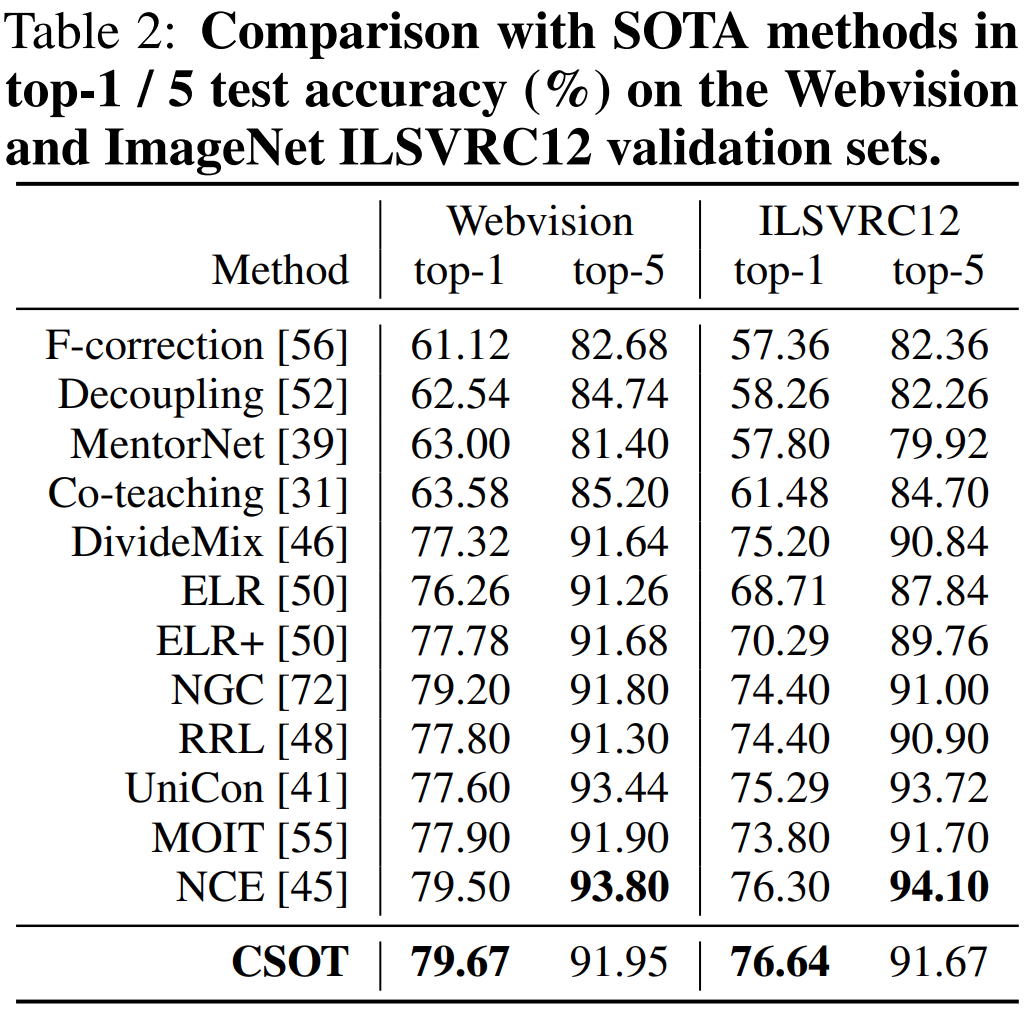 Table 2: Comparison with SOTA methods in
top-1 / 5 test accuracy (%) on the Webvision
and ImageNet ILSVRC12 validation sets.
Webvision ILSVRC12
Method top-1 top-5 top-1 top-5
F-correction [56] 61.12 82.68 57.36 82.36
Decoupling [52] 62.54 84.74 58.26 82.26
MentorNet [39] 63.00 81.40 57.80 79.92
Co-teaching [31] 63.58 85.20 61.48 84.70
DivideMix [46] 77.32 91.64 75.20 90.84
ELR [50] 76.26 91.26 68.71 87.84
ELR+ [50] 77.78 91.68 70.29 89.76
NGC [72] 79.20 91.80 74.40 91.00
RRL [48] 77.80 91.30 74.40 90.90
UniCon [41] 77.60 93.44 75.29 93.72
MOIT [55] 77.90 91.90 73.80 91.70
NCE [45] 79.50 93.80 76.30 94.10
CSOT 79.67 91.95 76.64 91.67